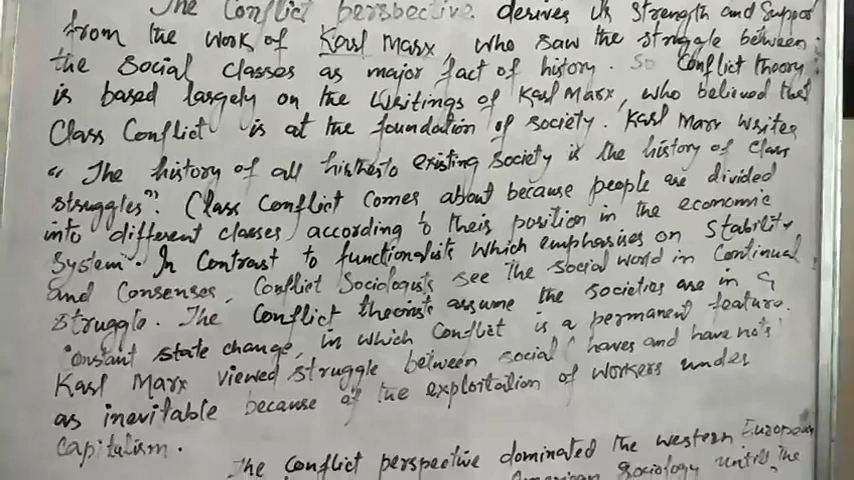 The Conflict perspective derives its strength and Support
from the work of Karl Marx, who saw the struggle between
the Social classes as major fact of history. So Conflict theory
is based largely on the writings of Karl Marx, who believed that
Class Conflict is at the foundation of society. Karl Marx writes
"The history of all hitherto existing society is the history of Class
struggles". (Class Conflict comes about because people are divided
into different classes) according to their position in the economic
System. In Contrast to functionalists which emphasises on Stability
and Consenses, Conflict Sociologists see the social world in Continual
struggle. The Conflict theorists assume the societies are in a
constant state change, in which Conflict is a permanent feature.
Karl Marx viewed struggle between social (haves and have nots)
as inevitable because of the exploitation of workers under
Capitalism.
The Conflict perspective dominated the western European
American Sociology untill the